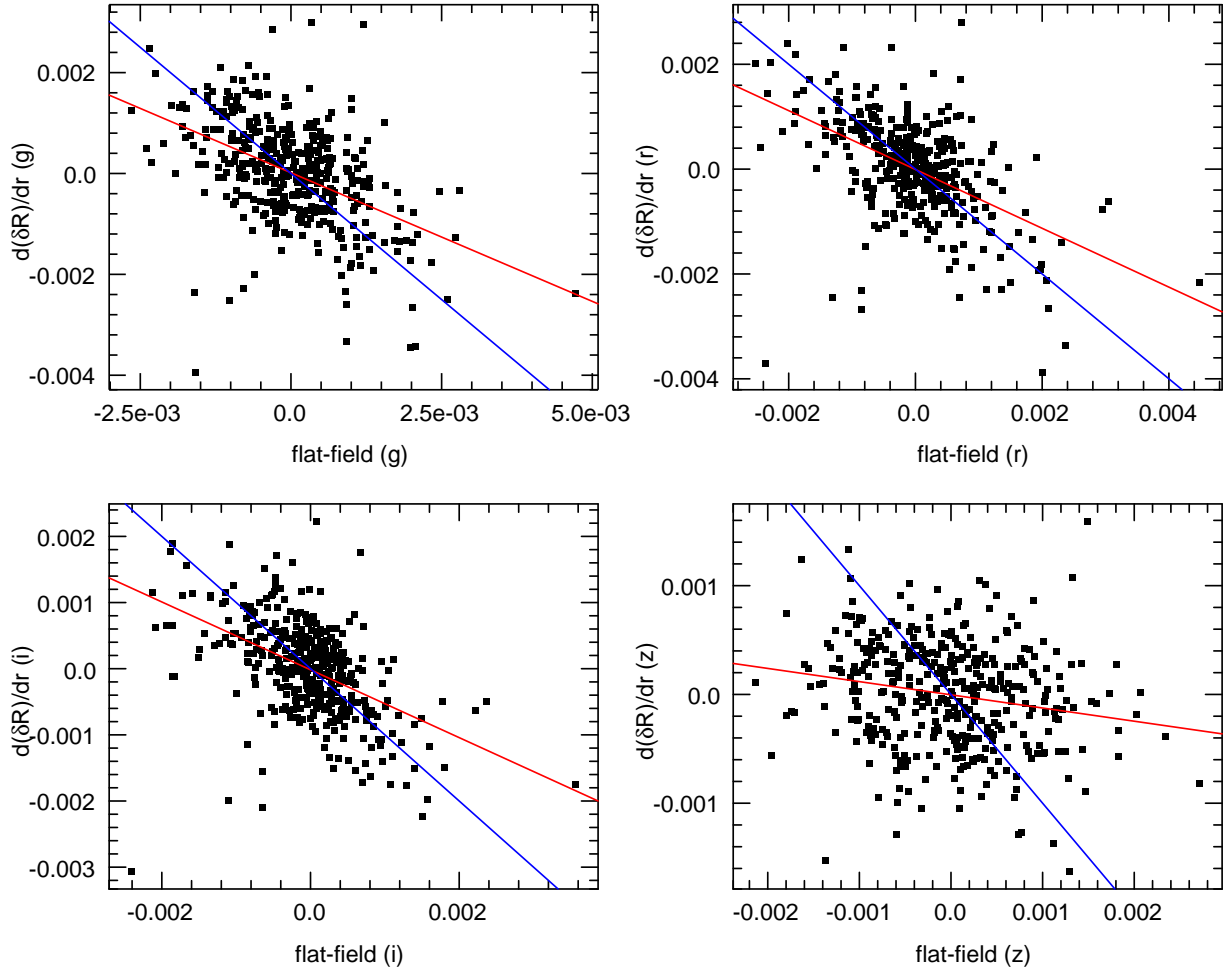 0.002
0.0
-0.002
-0.004
d(δR)/dr (g)
-2.5e-03 0.0 2.5e-03 5.0e-03
flat-field (g)
0.002
0.0
-0.002
-0.004
d(δR)/dr (r)
-0.002 0.0 0.002 0.004
flat-field (r)
0.002
0.001
0.0
-0.001
-0.002
-0.003
d(δR)/dr (i)
-0.002 0.0 0.002
flat-field (i)
0.001
0.0
-0.001
d(δR)/dr (z)
-0.002 -0.001 0.0 0.001 0.002
flat-field (z)